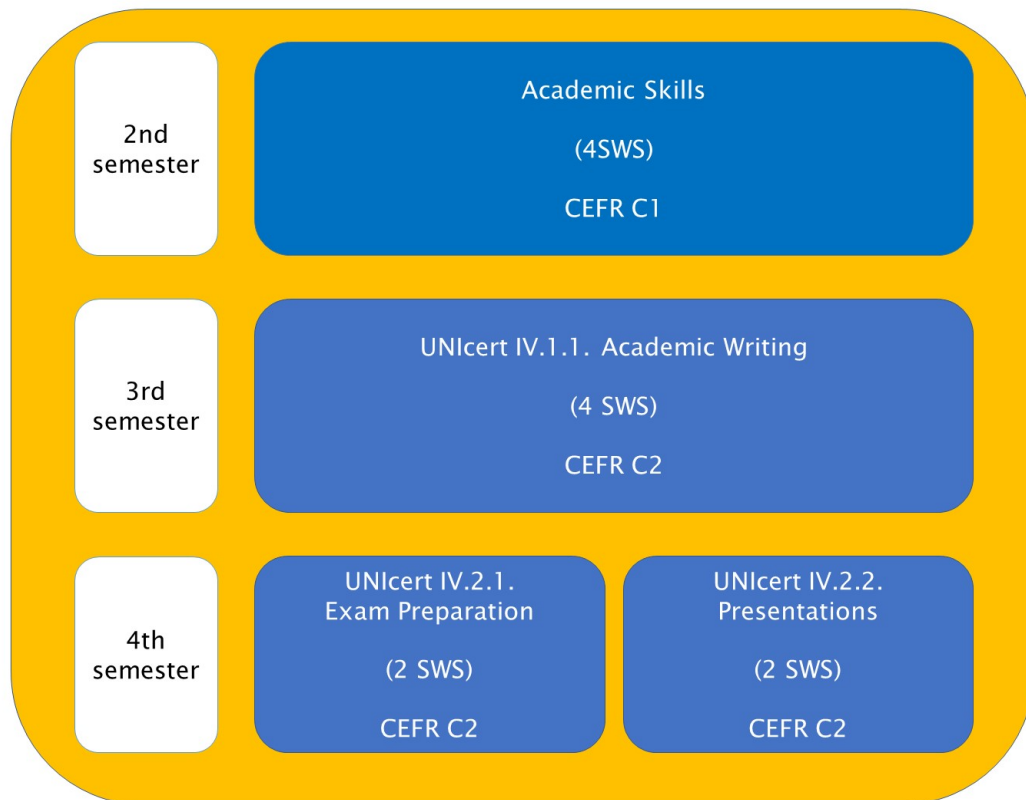 2nd
semester
Academic Skills
(4SWS)
CEFR C1
3rd
semester
UNIcert IV.1.1. Academic Writing
(4 SWS)
CEFR C2
4th
semester
UNIcert IV.2.1.
Exam Preparation
(2 SWS)
CEFR C2
UNIcert IV.2.2.
Presentations
(2 SWS)
CEFR C2